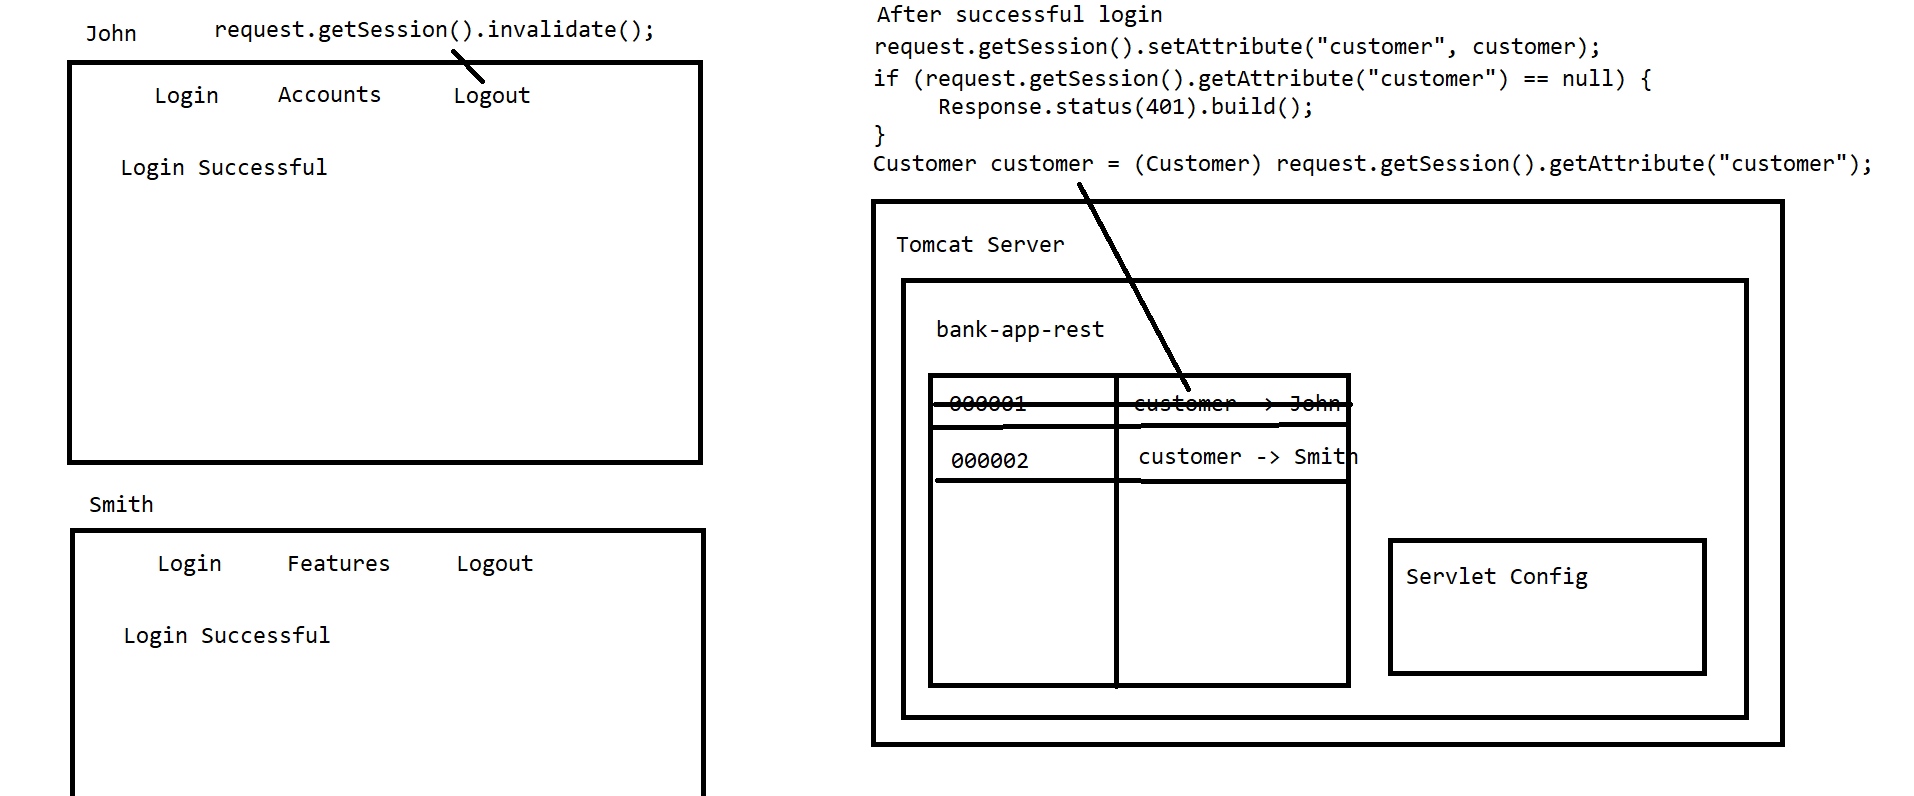 John
request.getSession().invalidate();
Login Accounts Logout
Login Successful
Smith
Login Features Logout
Login Successful
After successful login
request.getSession().setAttribute("customer", customer);
if (request.getSession().getAttribute("customer") == null) {
Response.status(401).build();
}
Customer customer = (Customer) request.getSession().getAttribute("customer");
Tomcat Server
bank-app-rest
000001 customer -> John
000002 customer -> Smith
Servlet Config